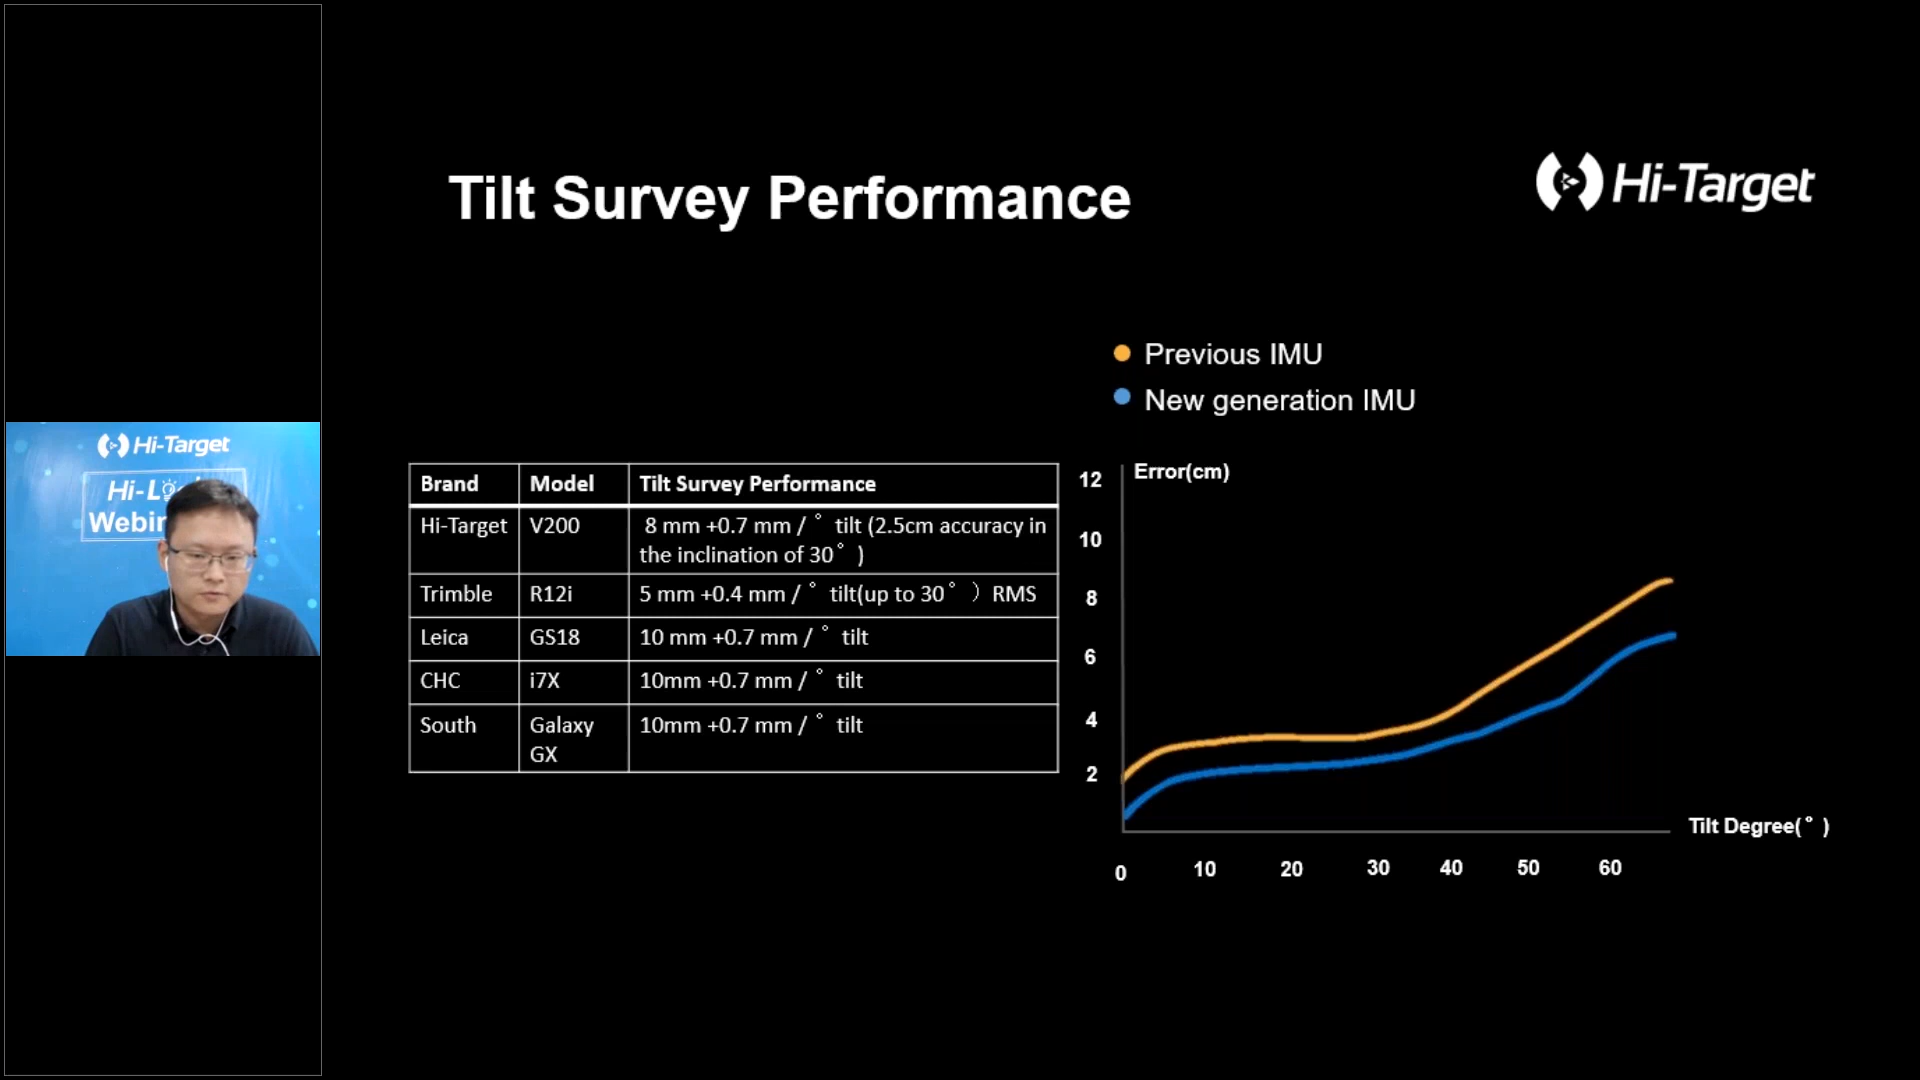 Tilt Survey Performance
Hi-Target
Previous IMU
New generation IMU
Brand Model Tilt Survey Performance
Hi-Target V200 8 mm +0.7 mm / ° tilt (2.5cm accuracy in
the inclination of 30° )
Trimble R12i 5 mm +0.4 mm / ° tilt(up to 30° ）RMS
Leica GS18 10 mm +0.7 mm / ° tilt
CHC i7X 10mm +0.7 mm / ° tilt
South Galaxy 10mm +0.7 mm / ° tilt
GX
Error(cm)
12
10
8
6
4
2
Tilt Degree( ° )
0 10 20 30 40 50 60
Hi-Target
Webin